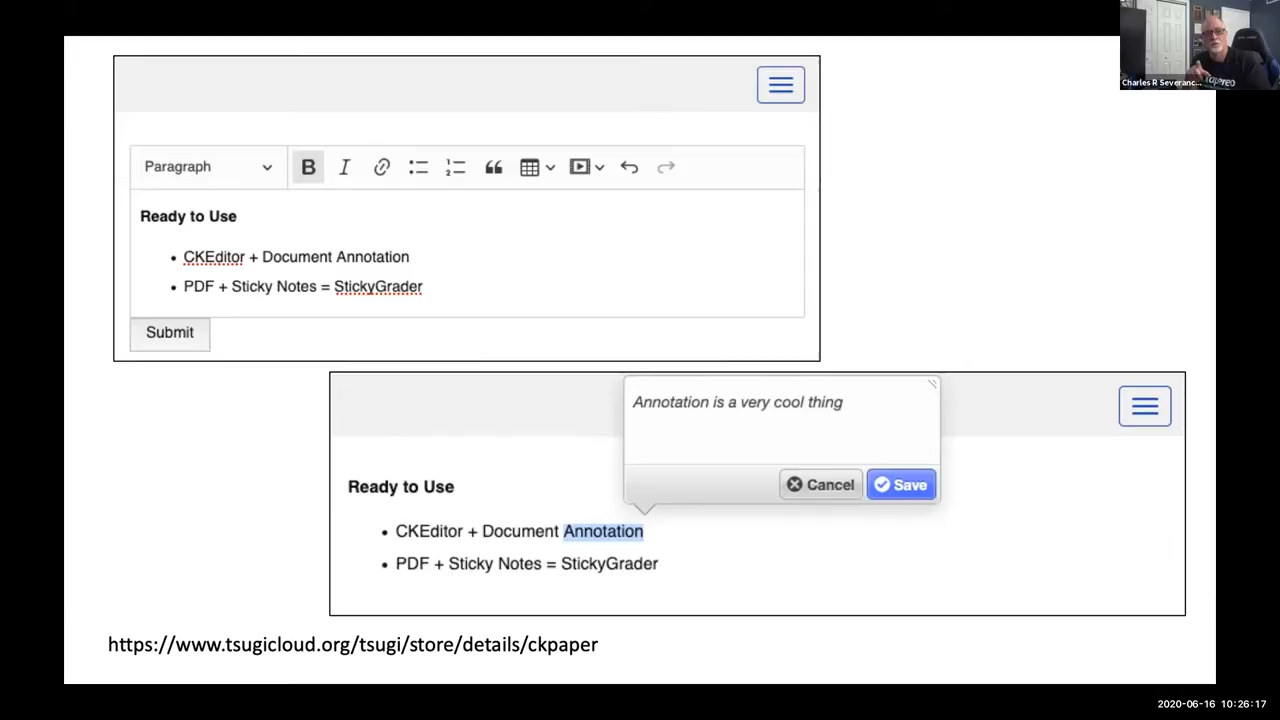 Paragraph
Ready to Use
• CKEditor + Document Annotation
• PDF + Sticky Notes = StickyGrader
Submit
Annotation is a very cool thing
Cancel Save
Ready to Use
• CKEditor + Document Annotation
• PDF + Sticky Notes = StickyGrader
https://www.tsugicloud.org/tsugi/store/details/ckpaper
Charles R Severanc...
2020-06-16 10:26:17